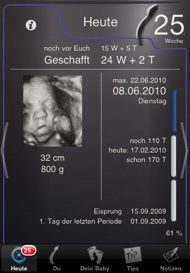 Heute
25
Woche
noch vor Euch 15 W + 5 T
Geschafft 24 W + 2 T
max. 22.06.2010
08.06.2010
Dienstag
32 cm
800 g
noch 110 T
heute: 17.02.2010
schon 170 T
Eisprung 15.09.2009
1. Tag der letzten Periode 01.09.2009
61 %
25
TIP
Heute Du Dein Baby Tips Notizen